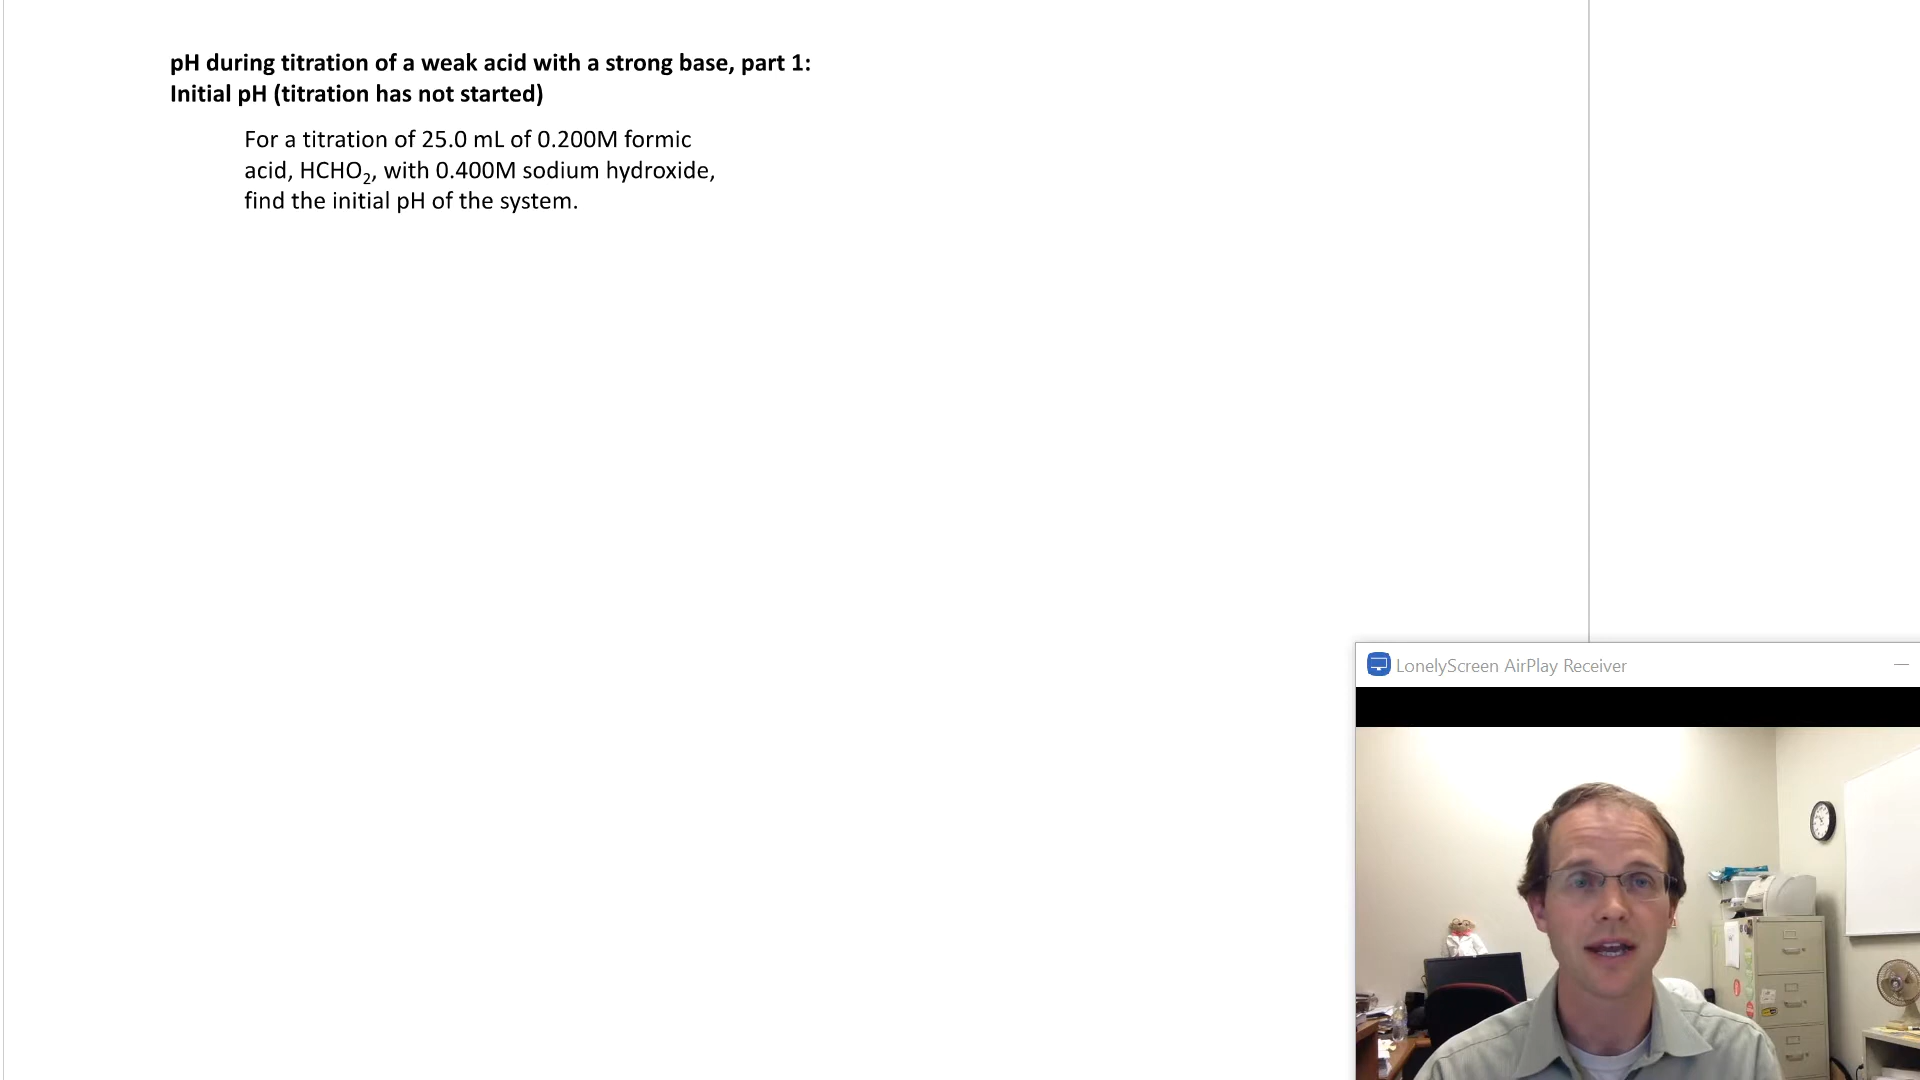 pH during titration of a weak acid with a strong base, part 1:
Initial pH (titration has not started)
For a titration of 25.0 mL of 0.200M formic
acid, HCHO₂, with 0.400M sodium hydroxide,
find the initial pH of the system.
LonelyScreen AirPlay Receiver